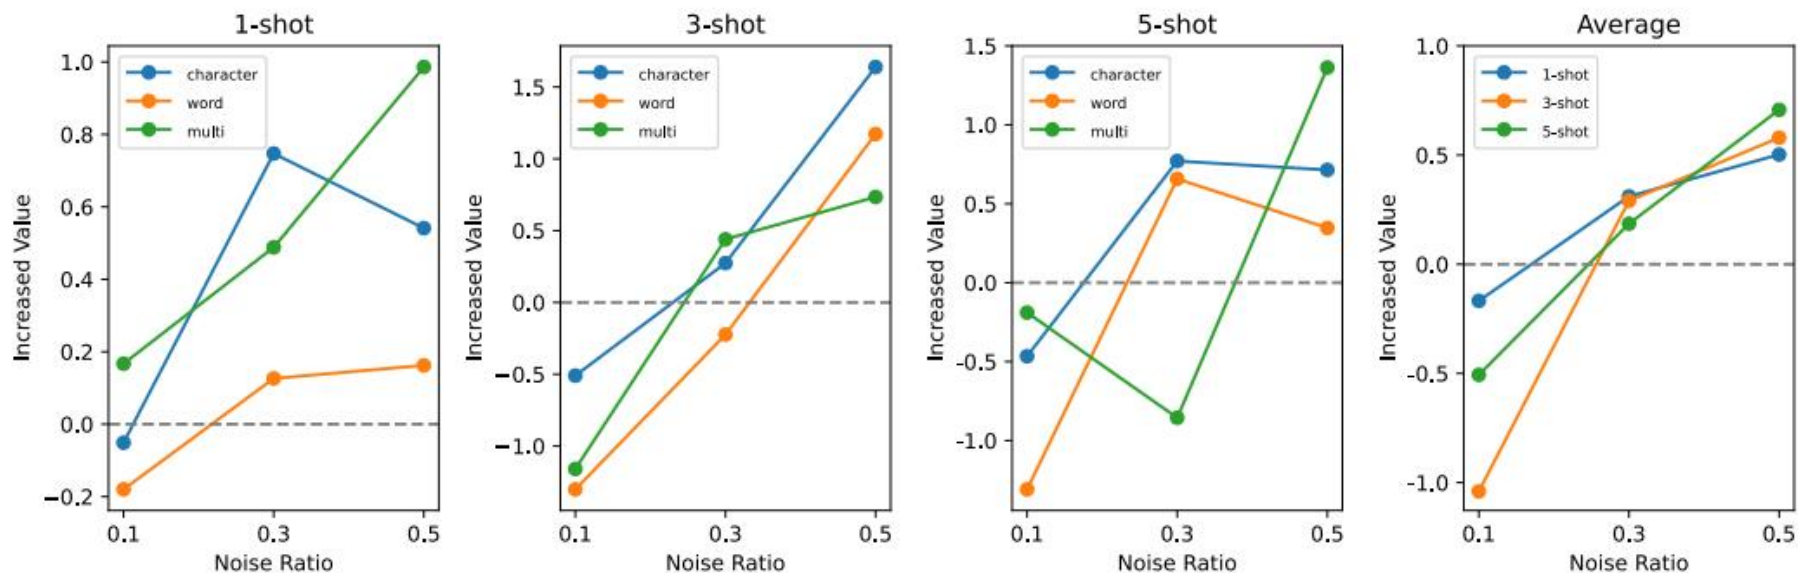 1-shot
1.0
0.8
0.6
0.4
0.2
0.0
−0.2
Increased Value
character
word
multi
0.1
0.3
0.5
Noise Ratio
3-shot
1.5
1.0
0.5
0.0
−0.5
−1.0
Increased Value
character
word
multi
0.1
0.3
0.5
Noise Ratio
5-shot
1.5
1.0
0.5
0.0
-0.5
-1.0
Increased Value
character
word
multi
0.1
0.3
0.5
Noise Ratio
Average
1.0
0.5
0.0
-0.5
-1.0
Increased Value
1-shot
3-shot
5-shot
0.1
0.3
0.5
Noise Ratio